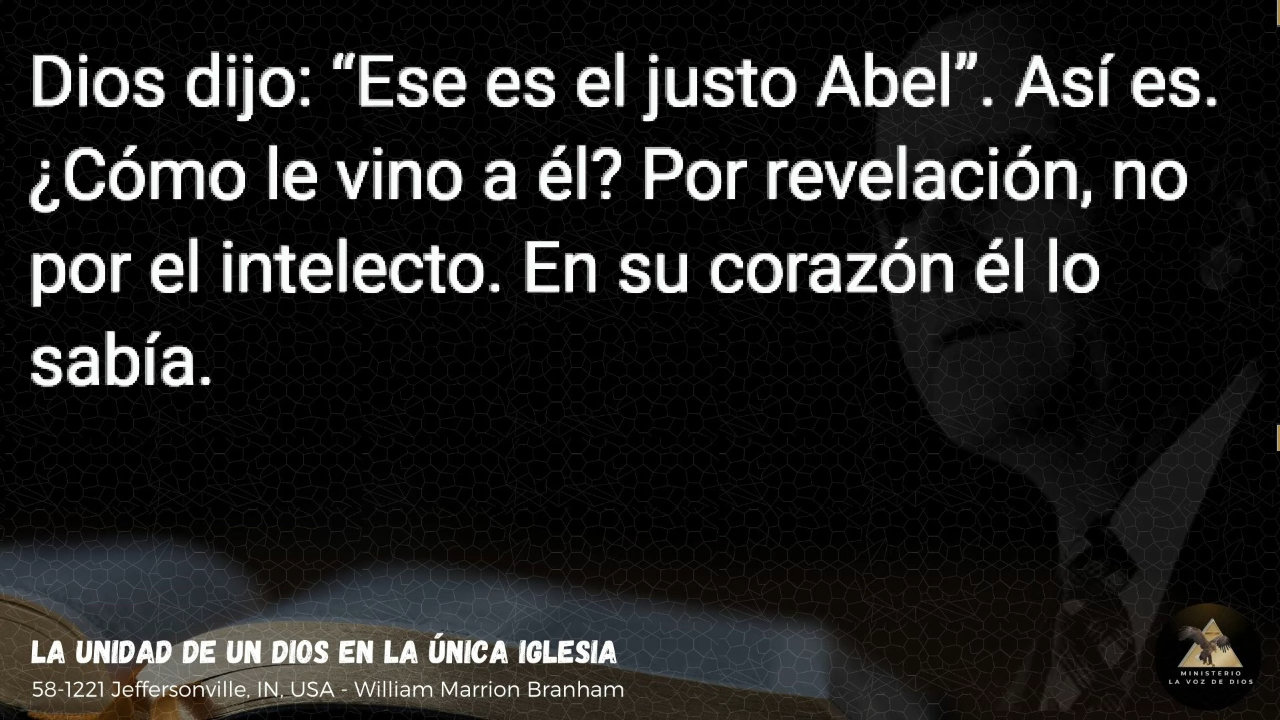 Dios dijo: “Ese es el justo Abel”. Así es.
¿Cómo le vino a él? Por revelación, no
por el intelecto. En su corazón él lo
sabía.
LA UNIDAD DE UN DIOS EN LA ÚNICA IGLESIA
58-1221 Jeffersonville, IN, USA - William Marrion Branham
MINISTERIO
LA VOZ DE DIOS